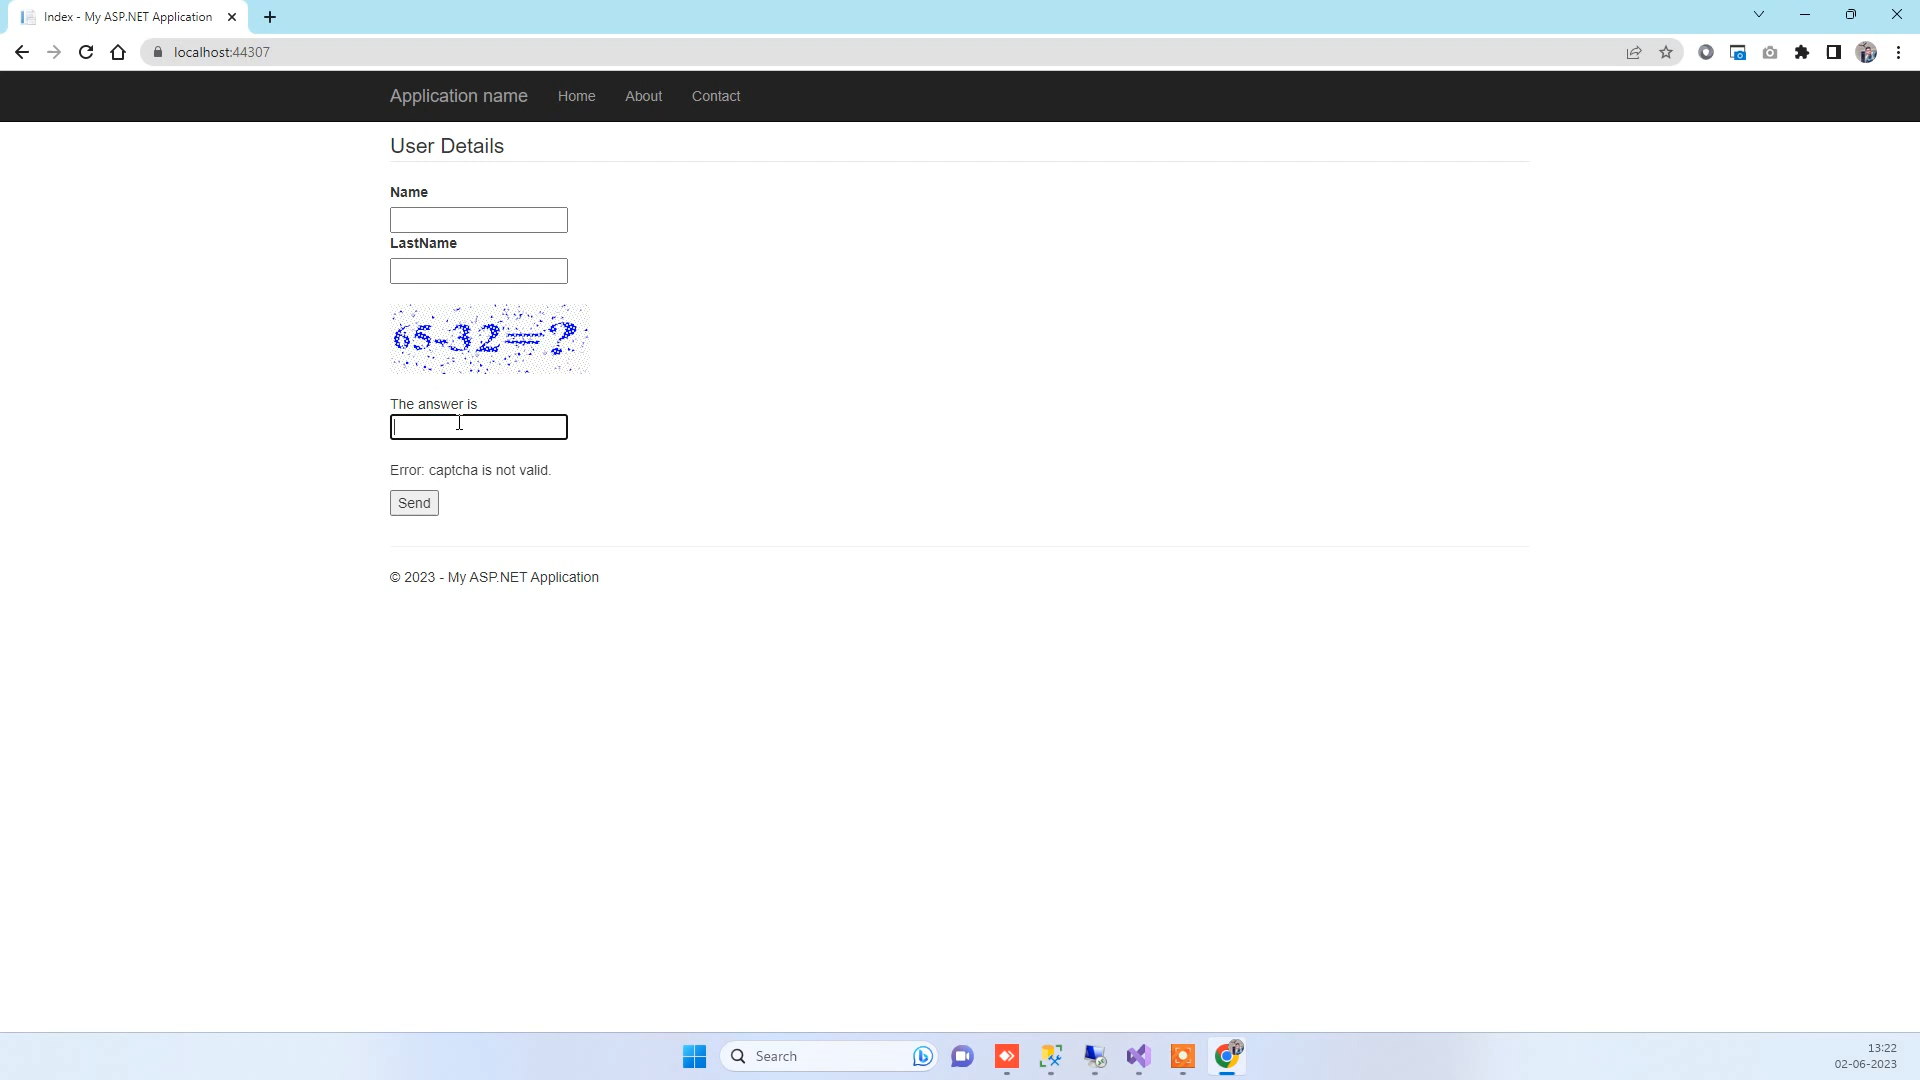 Index - My ASP.NET Application
localhost:44307
Application name Home About Contact
User Details
Name
LastName
65-32=?
The answer is
Error: captcha is not valid.
Send
© 2023 - My ASP.NET Application
Search
13:22
02-06-2023